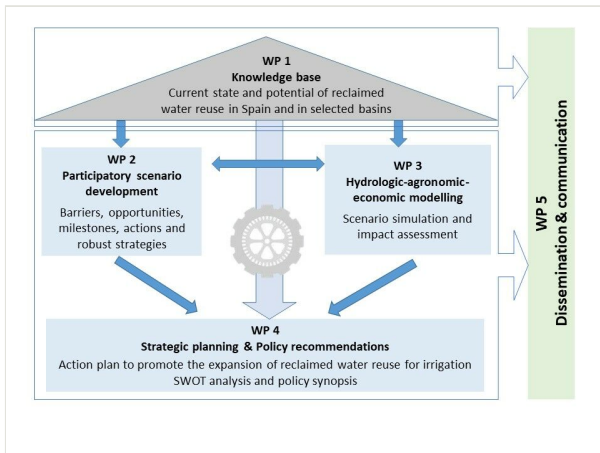 WP 1
Knowledge base
Current state and potential of reclaimed
water reuse in Spain and in selected basins
WP 2
Participatory scenario
development
Barriers, opportunities,
milestones, actions and
robust strategies
WP 3
Hydrologic-agronomic-
economic modelling
Scenario simulation and
impact assessment
WP 4
Strategic planning & Policy recommendations
Action plan to promote the expansion of reclaimed water reuse for irrigation
SWOT analysis and policy synopsis
WP 5
Dissemination & communication